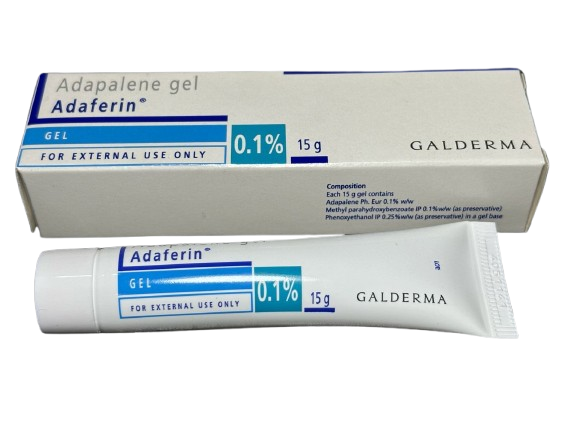 Adapalene gel
Adaferin®
GEL
FOR EXTERNAL USE ONLY
0.1%
15 g
GALDERMA
Composition
Each 15 g gel contains
Adapalene Ph. Eur 0.1% w/w
Methyl parahydroxybenzoate IP 0.1%w/w (as preservative)
Phenoxyethanol IP 0.25%w/w (as preservative) in a gel base
Adaferin®
GEL
FOR EXTERNAL USE ONLY
0.1%
15 g
GALDERMA